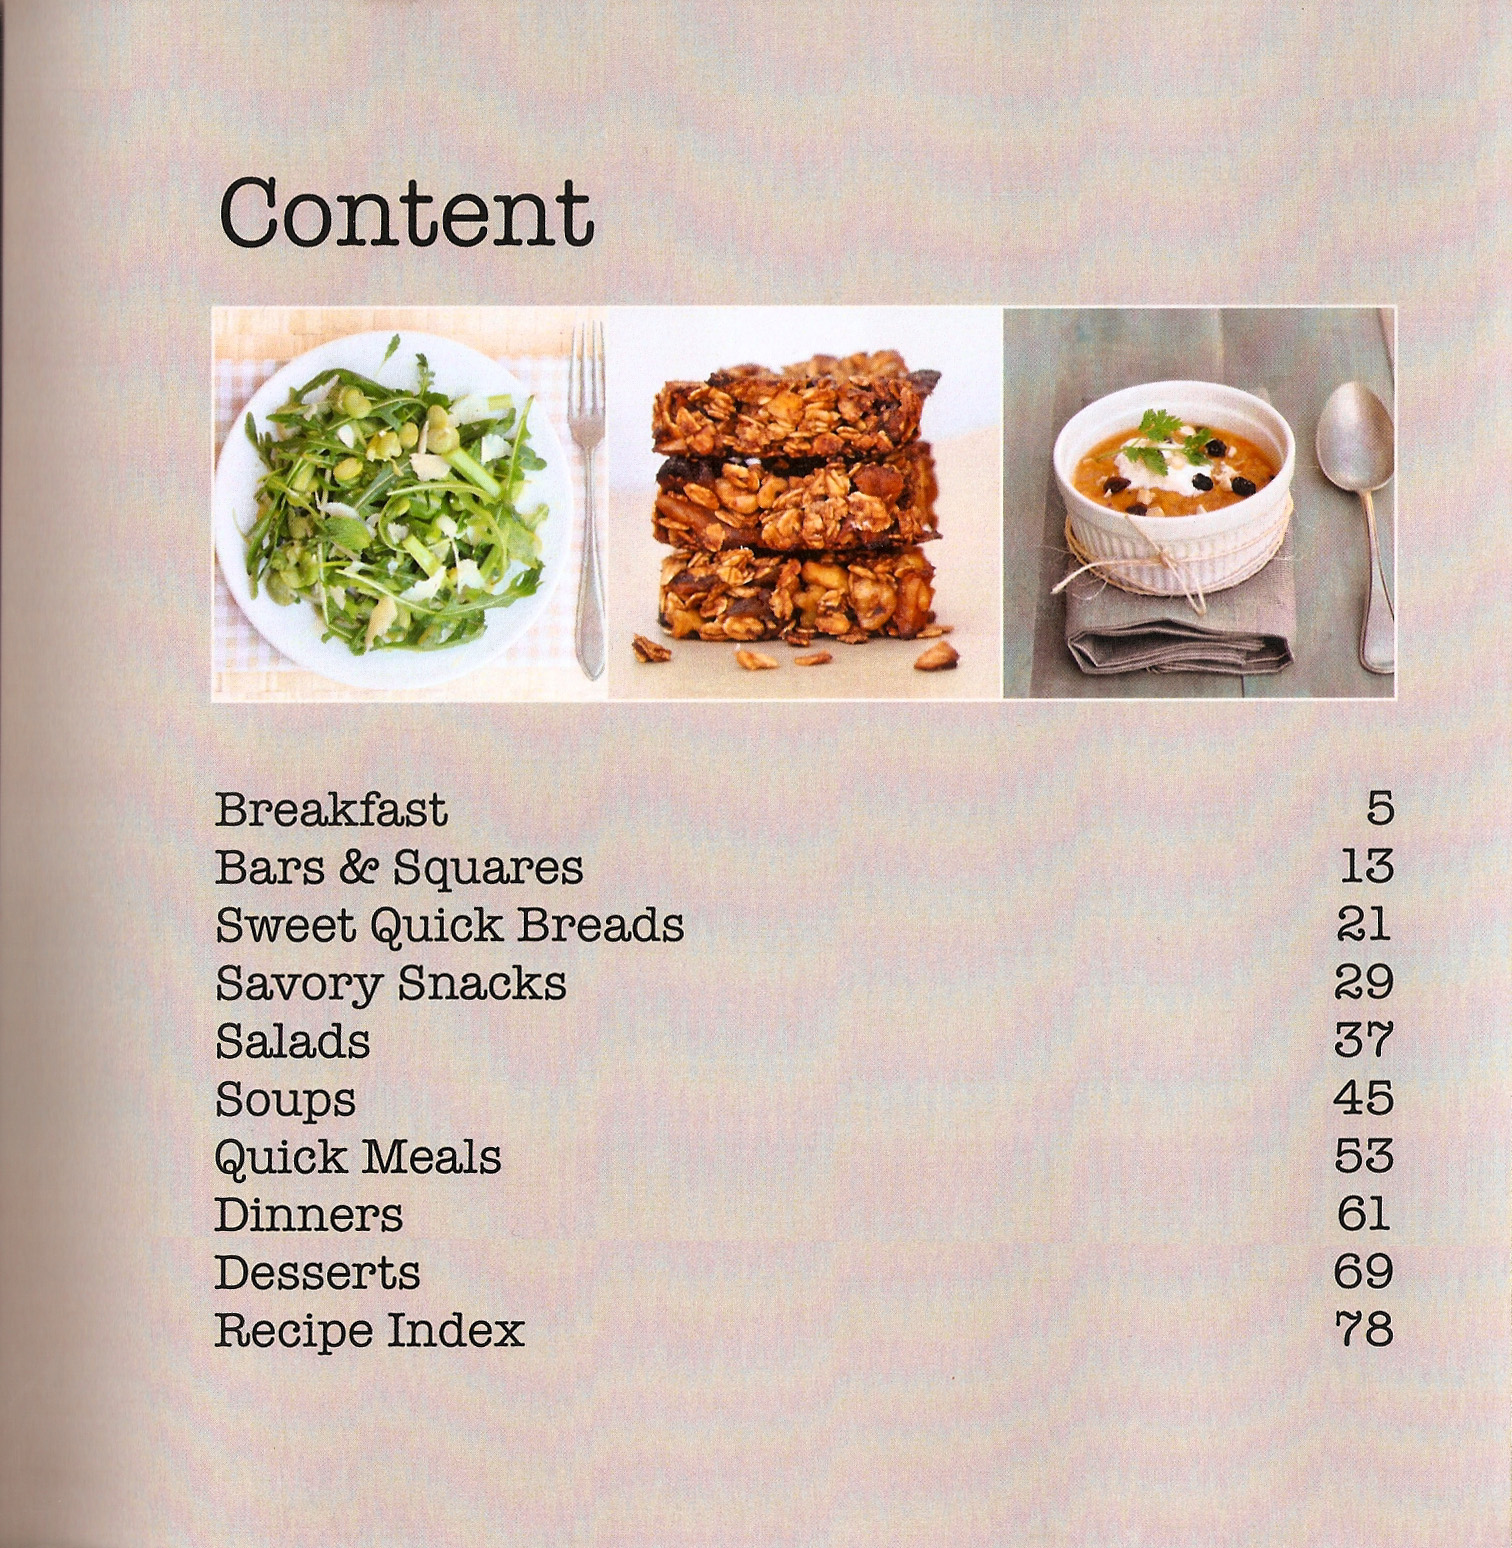 Content
Breakfast 5
Bars & Squares 13
Sweet Quick Breads 21
Savory Snacks 29
Salads 37
Soups 45
Quick Meals 53
Dinners 61
Desserts 69
Recipe Index 78